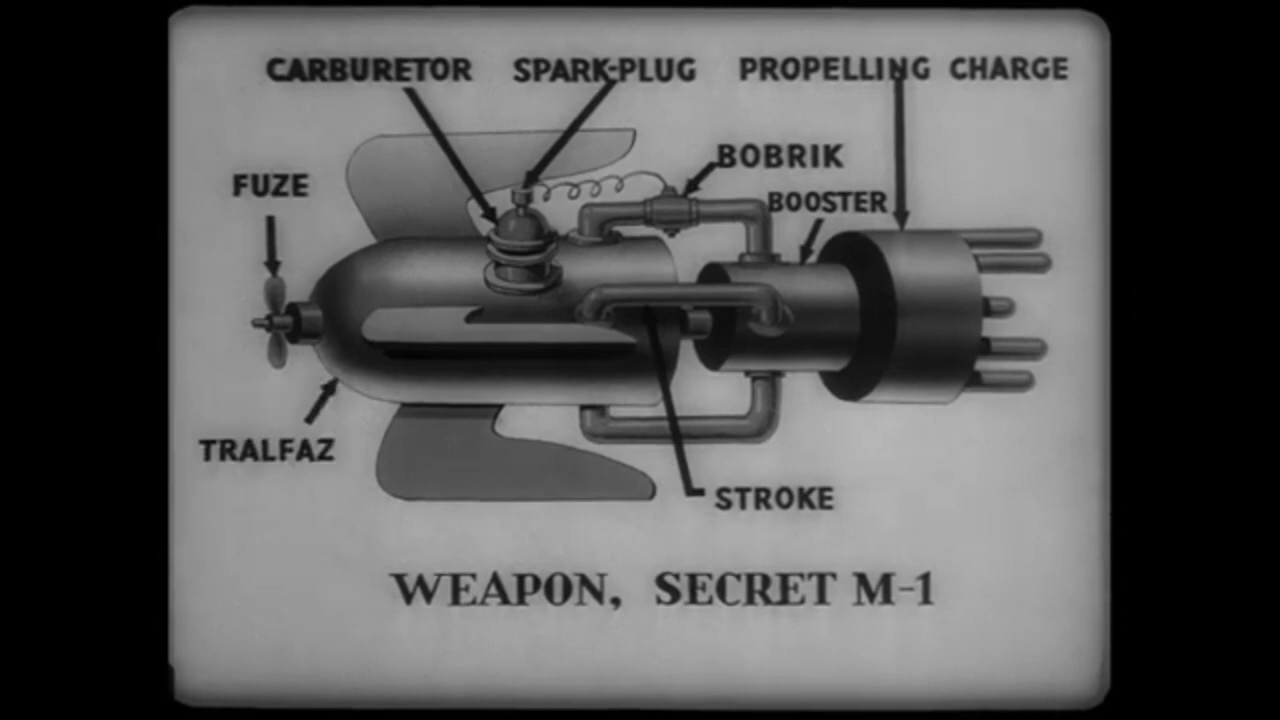 CARBURETOR SPARK-PLUG PROPELLING CHARGE
BOBRIK
FUZE
BOOSTER
TRALFAZ
STROKE
WEAPON, SECRET M-1